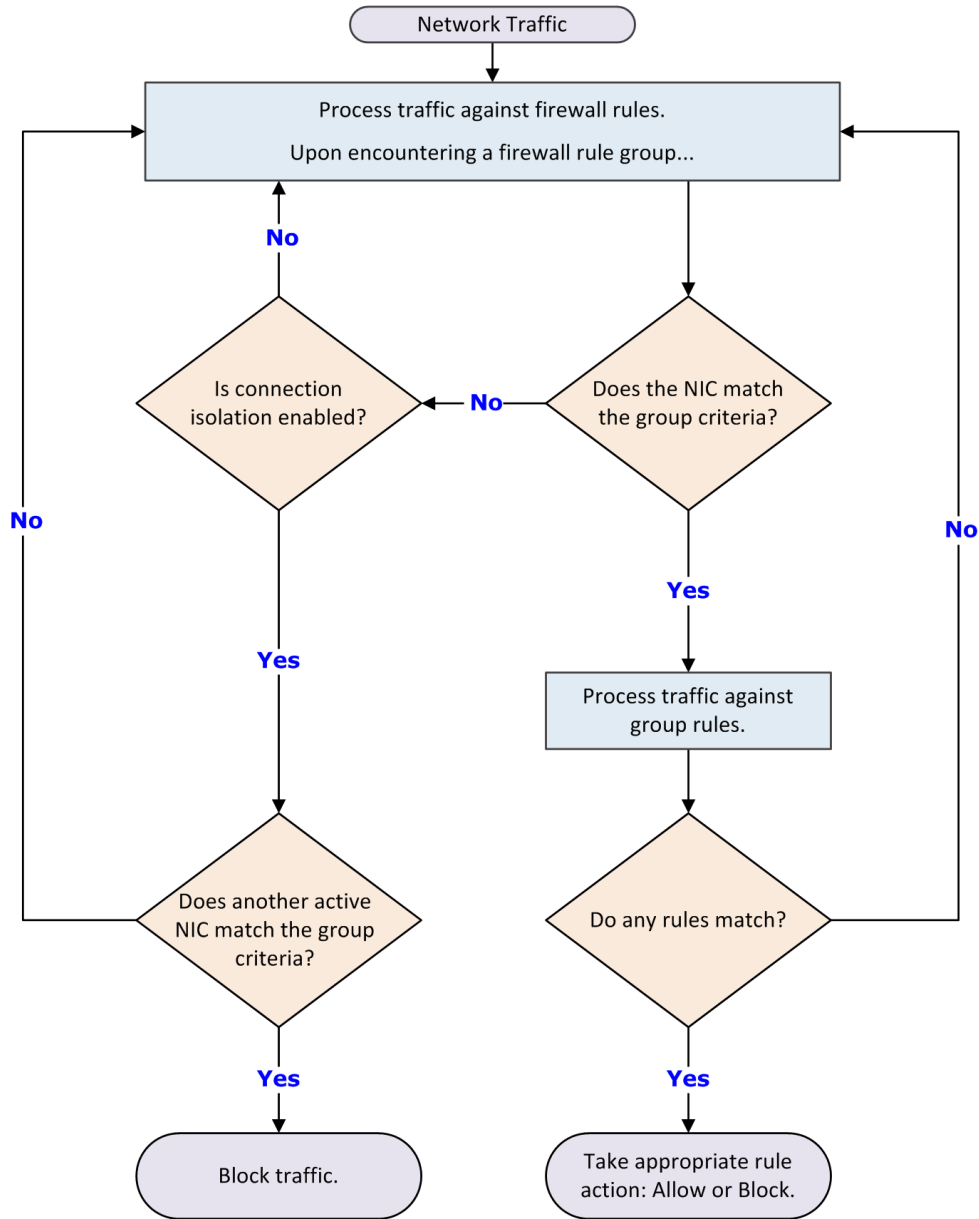 Network Traffic
Process traffic against firewall rules.
Upon encountering a firewall rule group...
No
Is connection
isolation enabled?
No
Does the NIC match
the group criteria?
No
No
Yes
Yes
Process traffic against
group rules.
Does another active
NIC match the group
criteria?
Do any rules match?
Yes
Yes
Block traffic.
Take appropriate rule
action: Allow or Block.